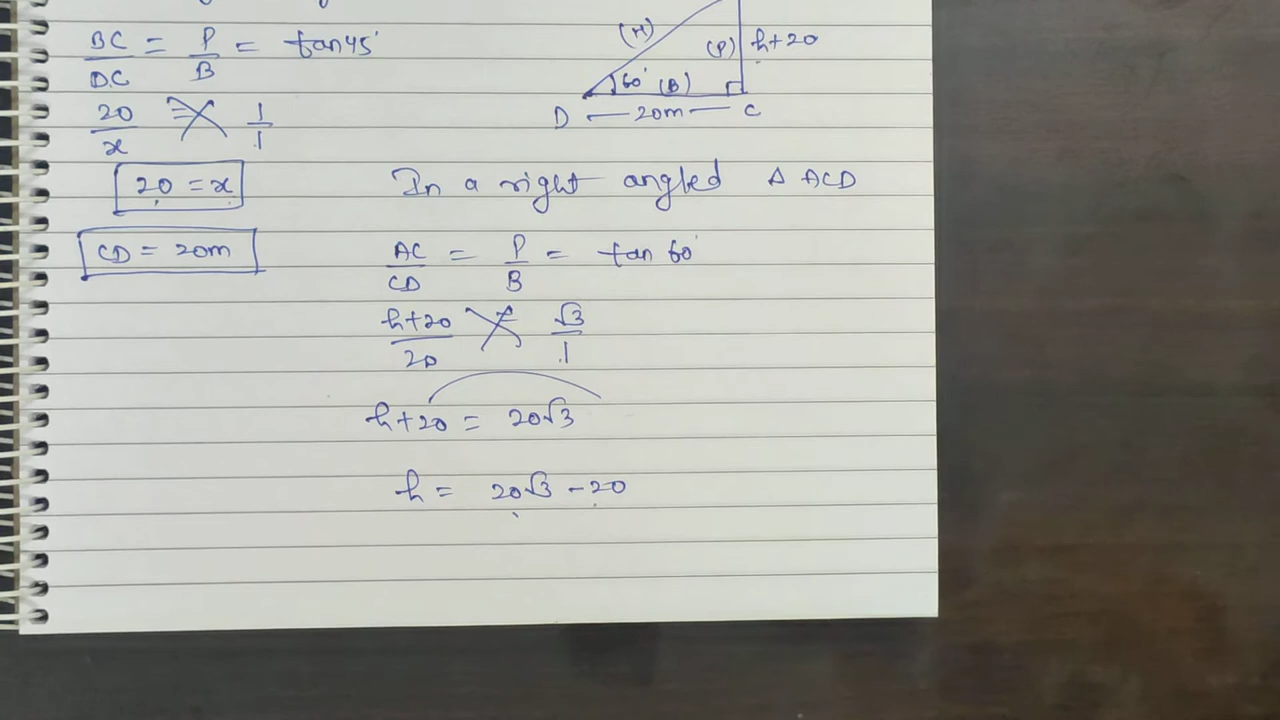 BC/DC = P/B = tan45°
20/x = 1/1
20 = x
CD = 20m
(H)
(P) h+20
60° (B)
D — 20m — C
In a right angled Δ ACD
AC/CD = P/B = tan 60°
h+20/20 = √3/1
h+20 = 20√3
h = 20√3 - 20